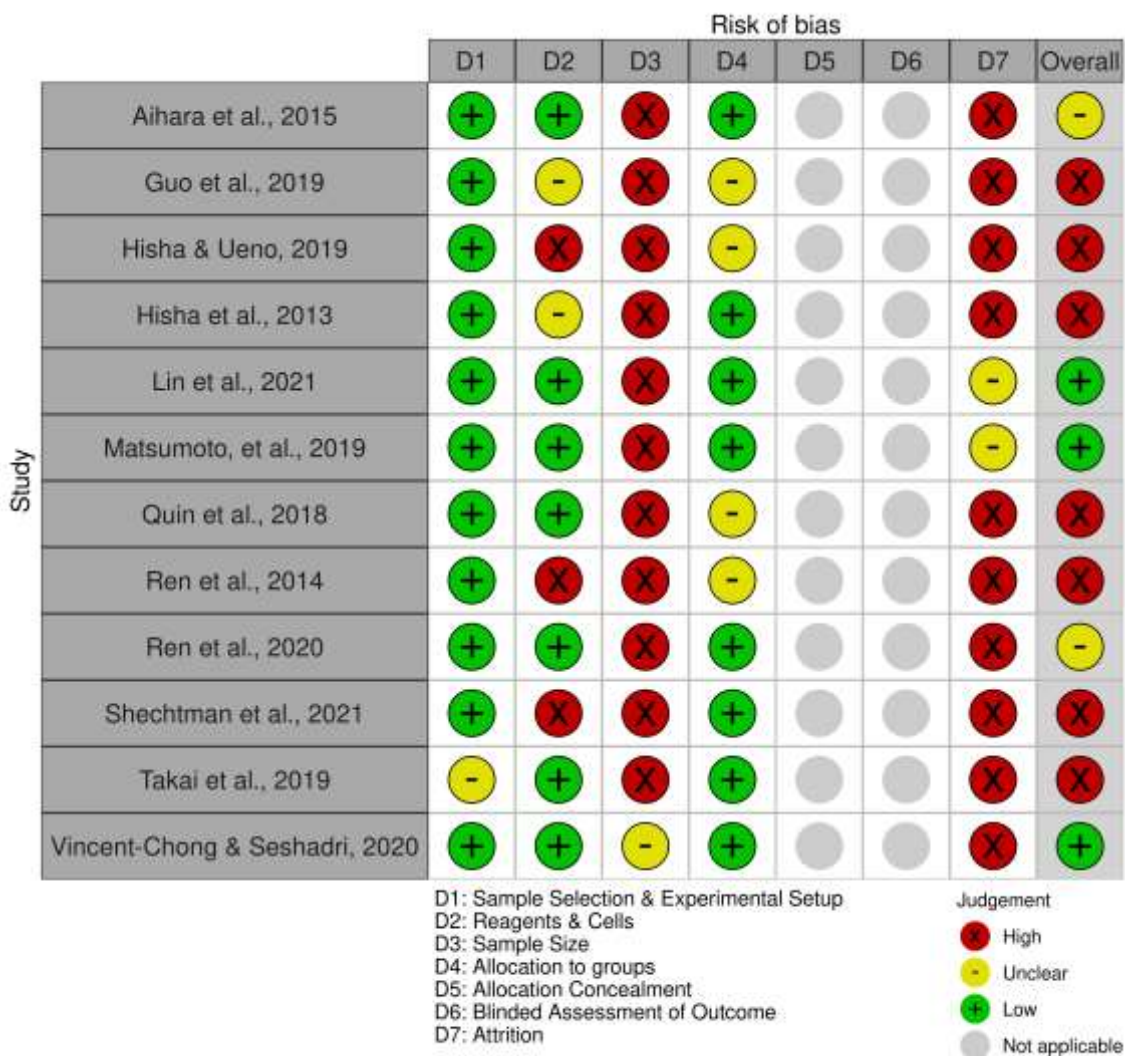 Risk of bias
D1 D2 D3 D4 D5 D6 D7 Overall
Study
Aihara et al., 2015 + + X + X -
Guo et al., 2019 + - X - X X
Hisha & Ueno, 2019 + X X - X X
Hisha et al., 2013 + - X + X X
Lin et al., 2021 + + X + - +
Matsumoto, et al., 2019 + + X + - +
Quin et al., 2018 + + X - X X
Ren et al., 2014 + X X - X X
Ren et al., 2020 + + X + X -
Shechtman et al., 2021 + X X + X X
Takai et al., 2019 - + X + X X
Vincent-Chong & Seshadri, 2020 + + - + X +
D1: Sample Selection & Experimental Setup
D2: Reagents & Cells
D3: Sample Size
D4: Allocation to groups
D5: Allocation Concealment
D6: Blinded Assessment of Outcome
D7: Attrition
Judgement
X High
- Unclear
+ Low
Not applicable